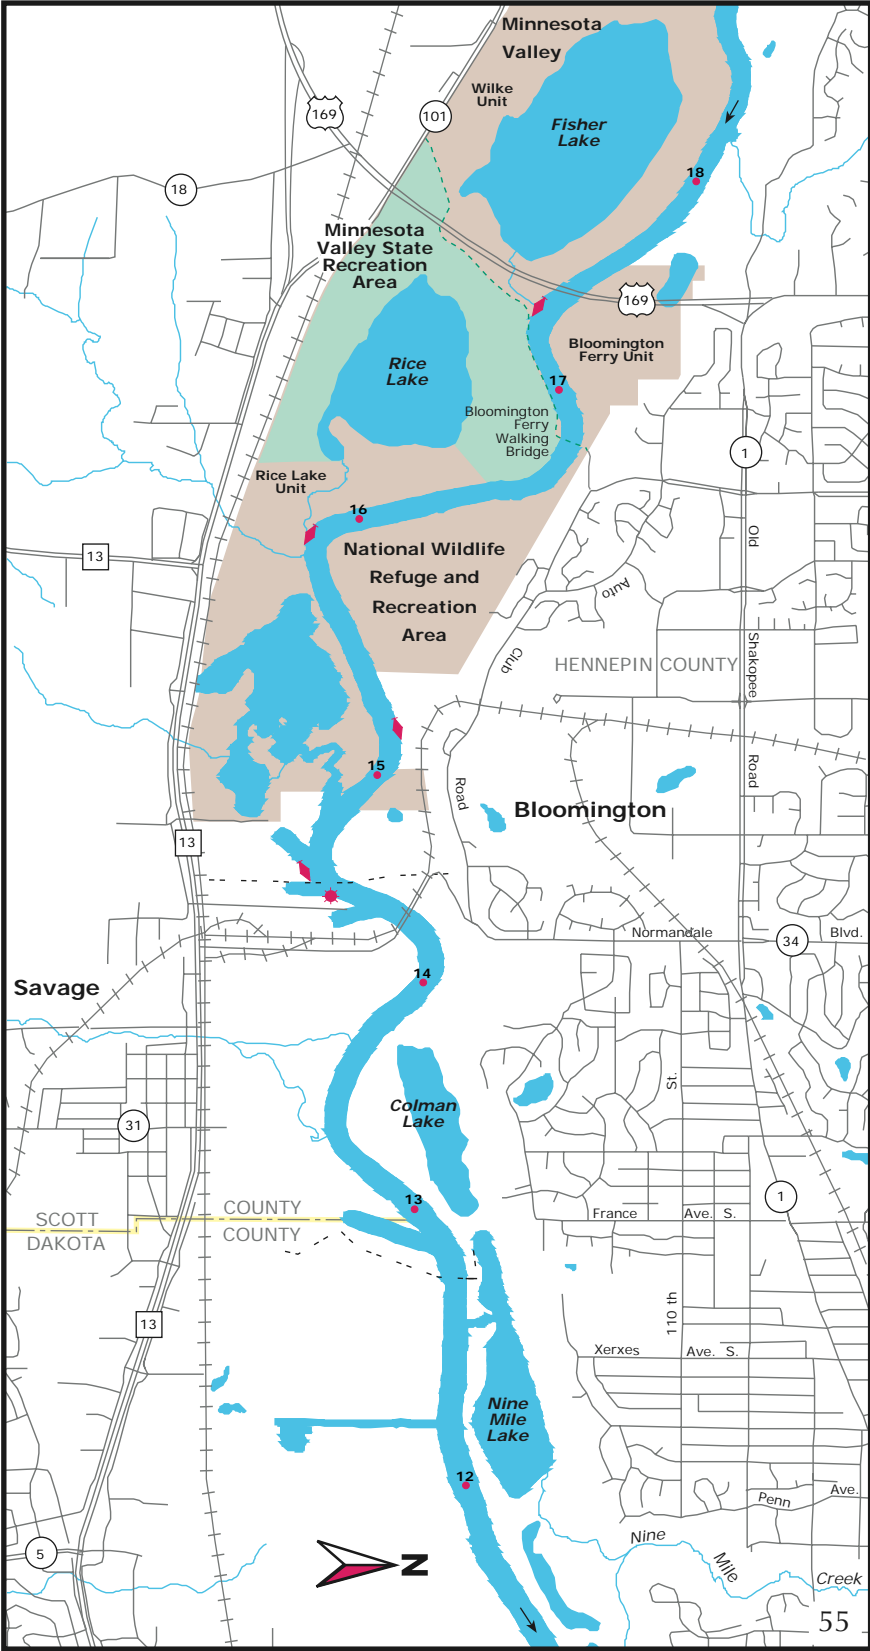 Minnesota
Valley
Wilke
Unit
169
101
Fisher
Lake
18
18
Minnesota
Valley State
Recreation
Area
169
Rice
Lake
Bloomington
Ferry Unit
17
Bloomington
Ferry
Walking
Bridge
1
Rice Lake
Unit
16
13
National Wildlife
Refuge and
Recreation
Area
Old
Shakopee
Road
Auto
Club
Road
HENNEPIN COUNTY
15
Bloomington
13
Normandale
Blvd.
34
Savage
14
Colman
Lake
St.
31
13
1
SCOTT
COUNTY
DAKOTA
COUNTY
France
Ave. S.
13
110 th
Xerxes
Ave. S.
Nine
Mile
Lake
12
Penn
Ave.
5
N
Nine
Mile
Creek
55